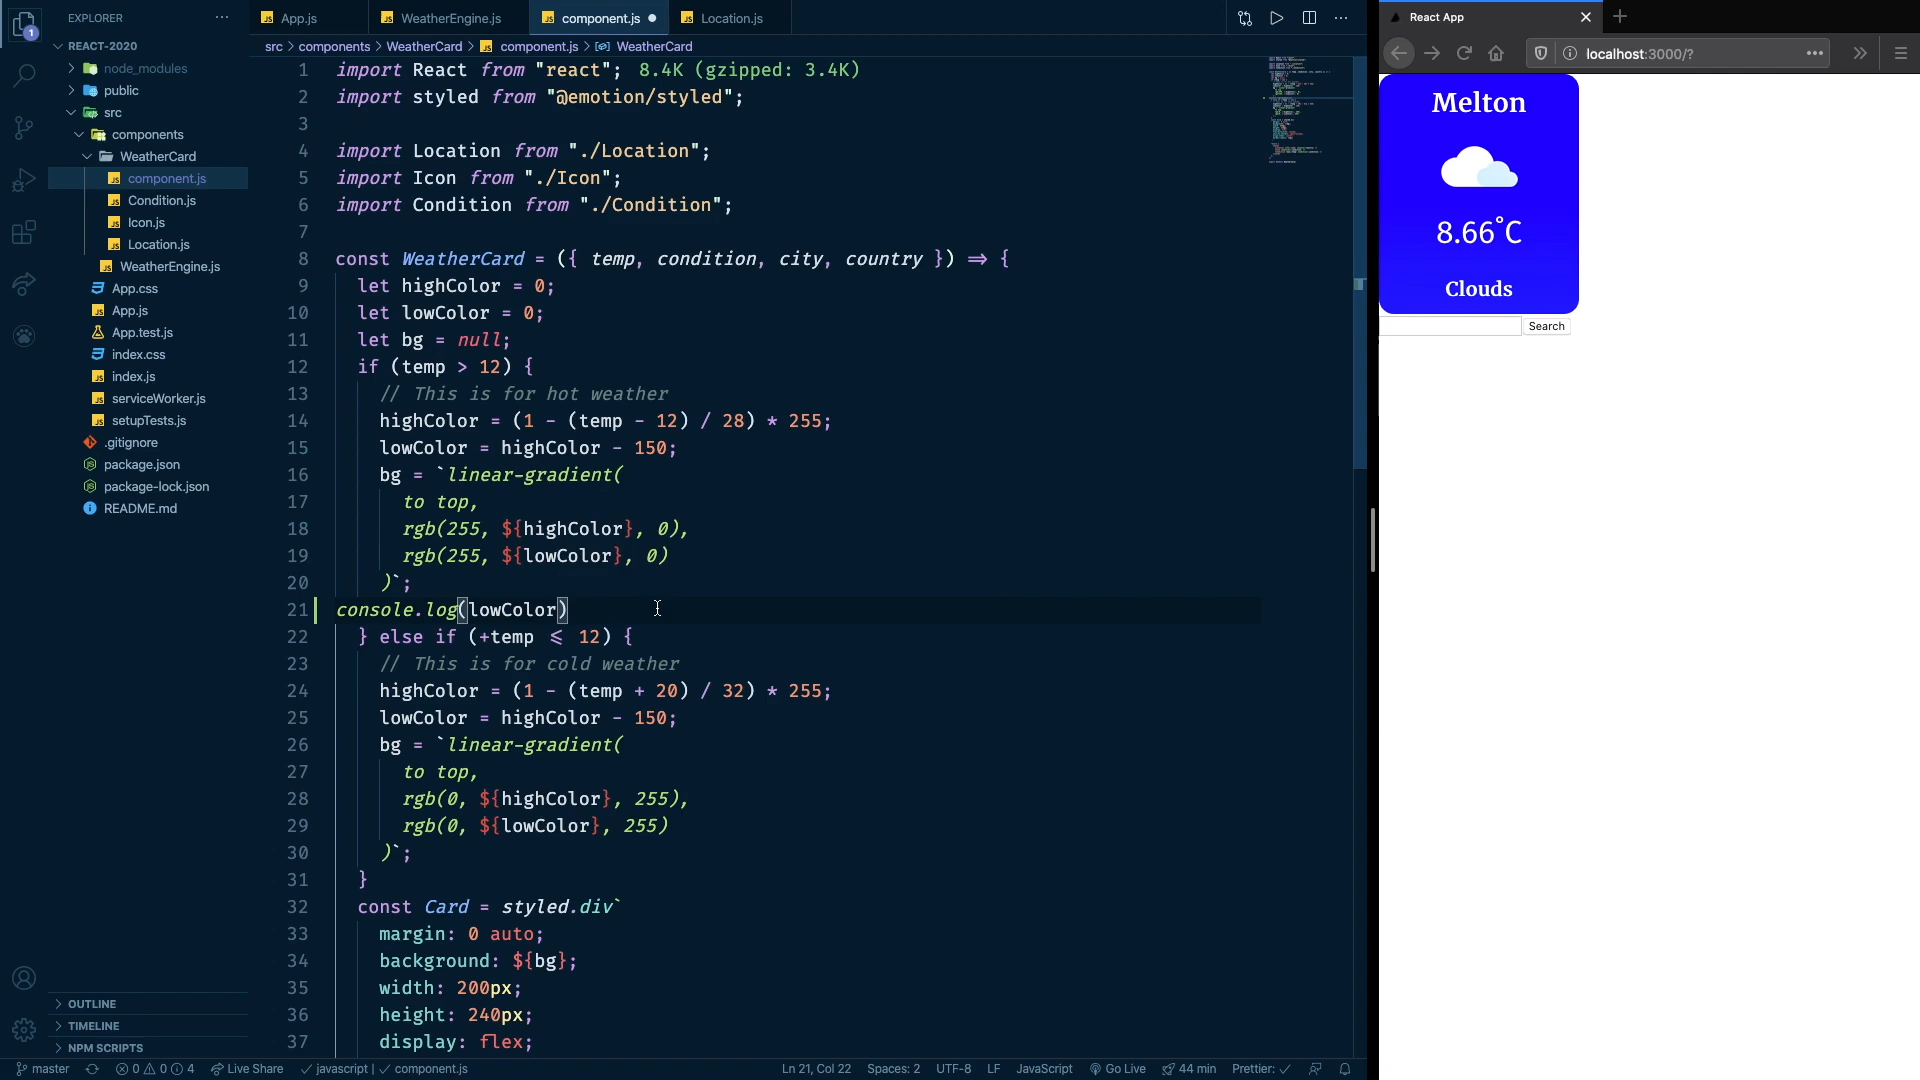 EXPLORER
REACT-2020
node_modules
public
src
components
WeatherCard
component.js
Condition.js
Icon.js
Location.js
WeatherEngine.js
App.css
App.js
App.test.js
index.css
index.js
serviceWorker.js
setupTests.js
.gitignore
package.json
package-lock.json
README.md
OUTLINE
TIMELINE
NPM SCRIPTS
1
App.js
WeatherEngine.js
component.js
Location.js
src > components > WeatherCard > component.js > WeatherCard
1 import React from "react"; 8.4K (gzipped: 3.4K)
2 import styled from "@emotion/styled";
3
4 import Location from "./Location";
5 import Icon from "./Icon";
6 import Condition from "./Condition";
7
8 const WeatherCard = ({ temp, condition, city, country }) => {
9 let highColor = 0;
10 let lowColor = 0;
11 let bg = null;
12 if (temp > 12) {
13 // This is for hot weather
14 highColor = (1 - (temp - 12) / 28) * 255;
15 lowColor = highColor - 150;
16 bg = `linear-gradient(
17 to top,
18 rgb(255, ${highColor}, 0),
19 rgb(255, ${lowColor}, 0)
20 )`;
21 console.log(lowColor)
22 } else if (+temp <= 12) {
23 // This is for cold weather
24 highColor = (1 - (temp + 20) / 32) * 255;
25 lowColor = highColor - 150;
26 bg = `linear-gradient(
27 to top,
28 rgb(0, ${highColor}, 255),
29 rgb(0, ${lowColor}, 255)
30 )`;
31 }
32 const Card = styled.div`
33 margin: 0 auto;
34 background: ${bg};
35 width: 200px;
36 height: 240px;
37 display: flex;
master
0 0 4
Live Share
javascript | component.js
Ln 21, Col 22
Spaces: 2
UTF-8
LF
JavaScript
Go Live
44 min
Prettier: ✓
React App
localhost:3000/?
Melton
8.66°C
Clouds
Search